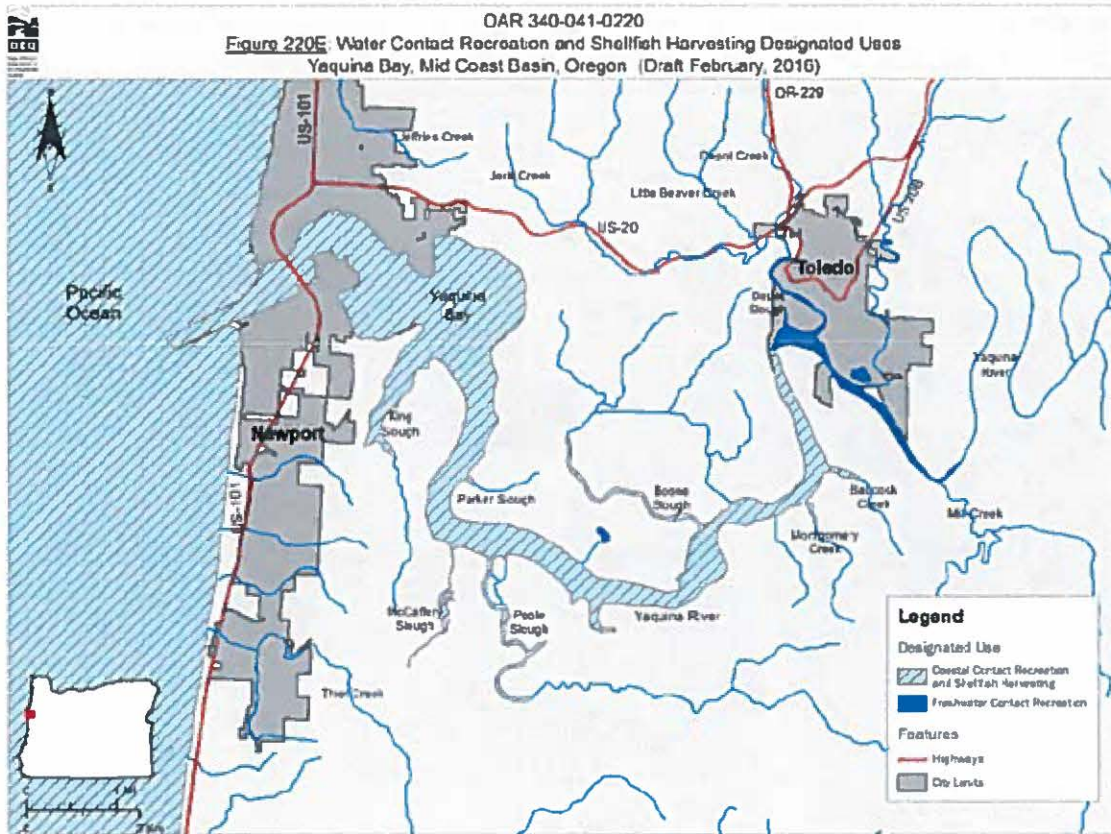 OAR 340-041-0220
Figure 220E: Water Contact Recreation and Shellfish Harvesting Designated Uses
Yaquina Bay, Mid Coast Basin, Oregon (Draft February, 2016)
DEQ
US-101
OR-229
Jeffries Creek
Jack Creek
Little Beaver Creek
US-20
US-20B
Toledo
Pacific
Ocean
Yaquina
Bay
Depot
Slough
Yaquina
River
King
Slough
Newport
US-101
Parker Slough
Boone
Slough
Babcock
Creek
Montgomery
Creek
Mill Creek
McCaffery
Slough
Poole
Slough
Yaquina River
Thiel Creek
Legend
Designated Use
Coastal Contact Recreation
and Shellfish Harvesting
Freshwater Contact Recreation
Features
Highways
City Limits